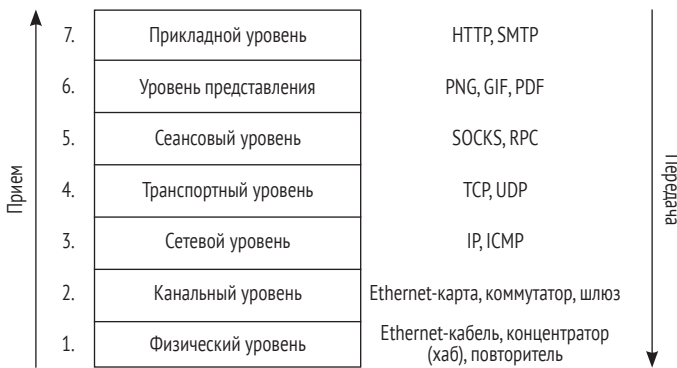 Прием
7. Прикладной уровень HTTP, SMTP
6. Уровень представления PNG, GIF, PDF
5. Сеансовый уровень SOCKS, RPC
4. Транспортный уровень TCP, UDP
3. Сетевой уровень IP, ICMP
2. Канальный уровень Ethernet-карта, коммутатор, шлюз
1. Физический уровень Ethernet-кабель, концентратор
(хаб), повторитель
Передача